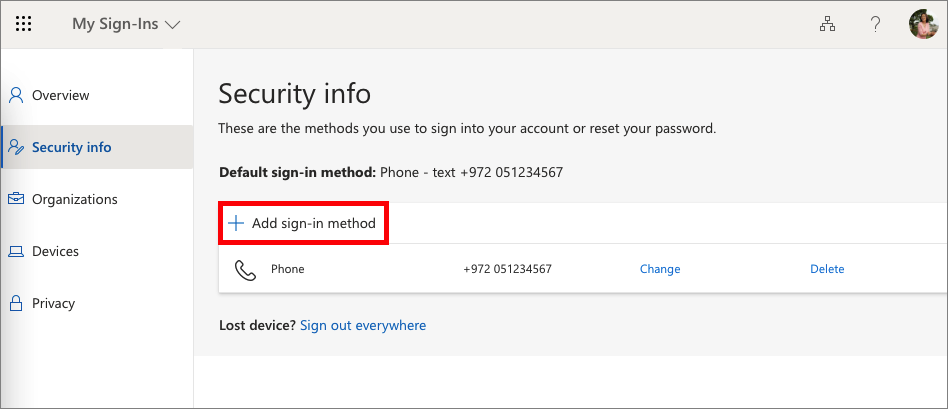 My Sign-Ins
?
Overview
Security info
Organizations
Devices
Privacy
Security info
These are the methods you use to sign into your account or reset your password.
Default sign-in method: Phone - text +972 051234567
Add sign-in method
Phone +972 051234567 Change Delete
Lost device? Sign out everywhere